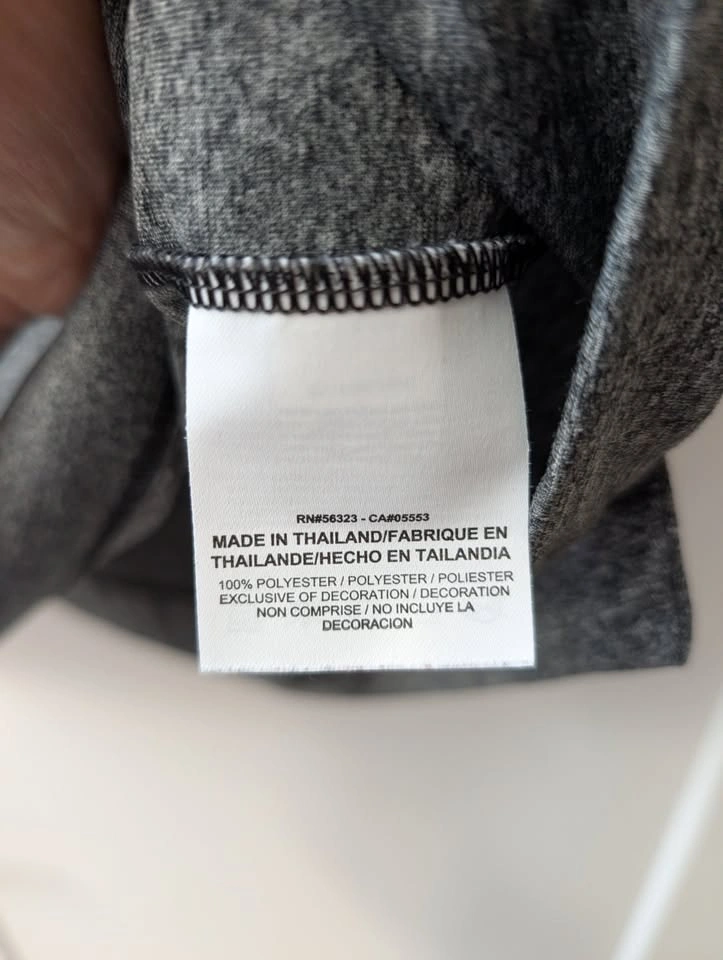 RN#56323 - CA#05553
MADE IN THAILAND/FABRIQUE EN
THAILANDE/HECHO EN TAILANDIA
100% POLYESTER / POLYESTER / POLIESTER
EXCLUSIVE OF DECORATION / DECORATION
NON COMPRISE / NO INCLUYE LA
DECORACION